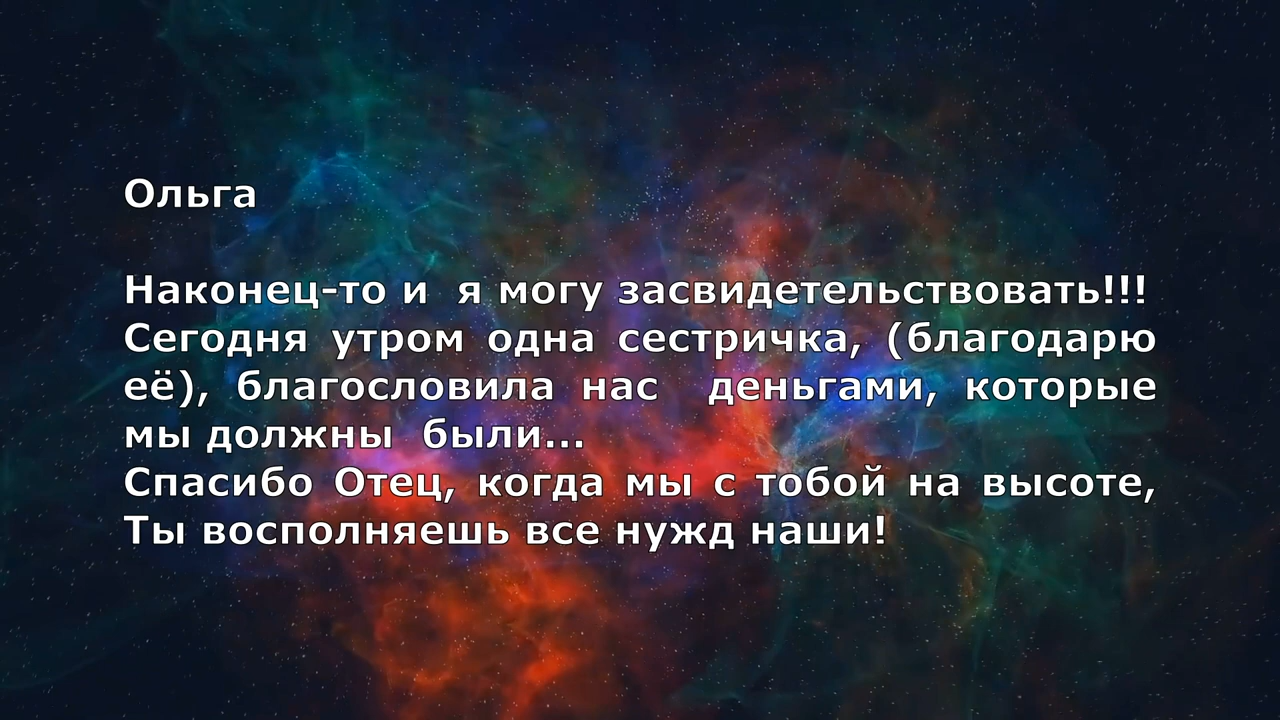 Ольга
Наконец-то и  я могу засвидетельствовать!!!
Сегодня утром одна сестричка, (благодарю
её), благословила нас  деньгами, которые
мы должны  были...
Спасибо Отец, когда мы с тобой на высоте,
Ты восполняешь все нужд наши!